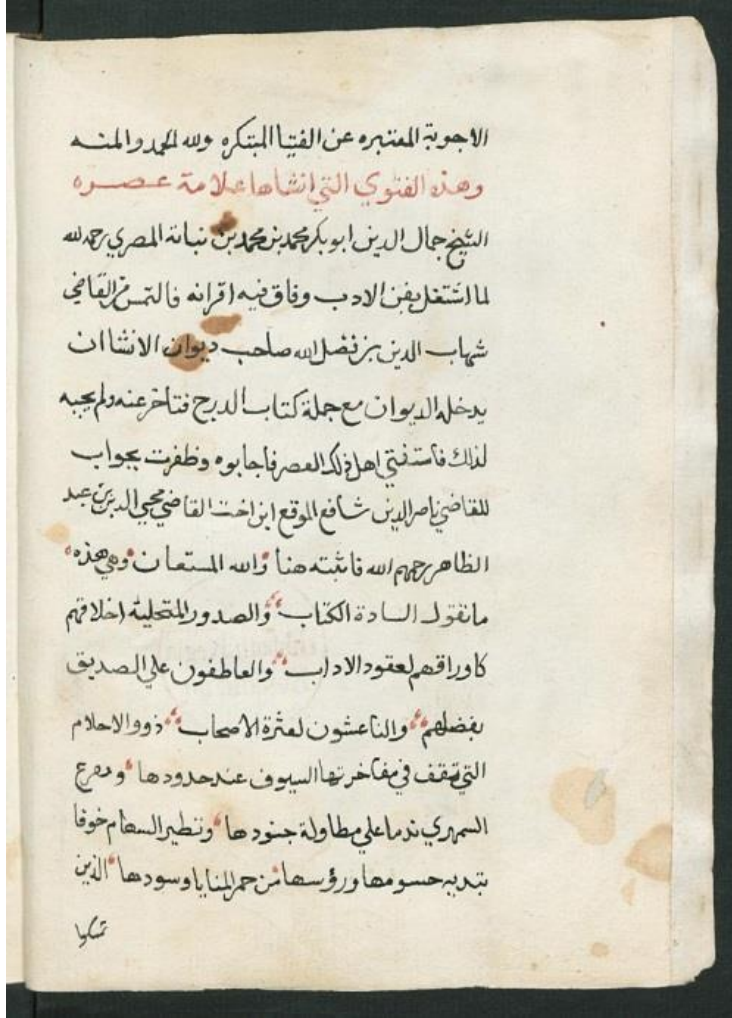 الاجوبة المعتبره عن الفتيا المبتكره ولله الحمد والمنه
وهذه الفتوي التي انشاها علامة عصره
الشيخ جمال الدين ابو بكر محمد بن محمد بن نباتة المصري رحمه الله
لما اشتغل بفن الادب وفاق فيه اقرانه فالتمس من القاضي
شهاب الدين بن فضل الله صاحب ديوان الانشا ان
يدخله الديوان مع جملة كتاب الدرج فتاخر عنه ولم يجبه
لذلك فاستفتي اهل ذلك العصر فاجابوه وظفرت بجواب
للقاضي ناصر الدين شافع الموقع ابن اخت القاضي محيي الدين بن عبد
الظاهر رحمهم الله فاثبته هنا والله المستعان وهي هذه
ما تقول السادة الكتاب والصدور المتحلية اخلاقهم
كاوراقهم لعقود الاداب والعاطفون علي الصديق
بفضلهم والناعشون لعثرة الاصحاب ذووا الاحلام
التي تقف في مفاخرتها السيوف عند حدودها و يقرع
السمهري ندما علي مطاولة جنودها وتطير السهام خوفا
جسومها ورؤسها من حمر المنايا وسودها الذين
تمسكوا